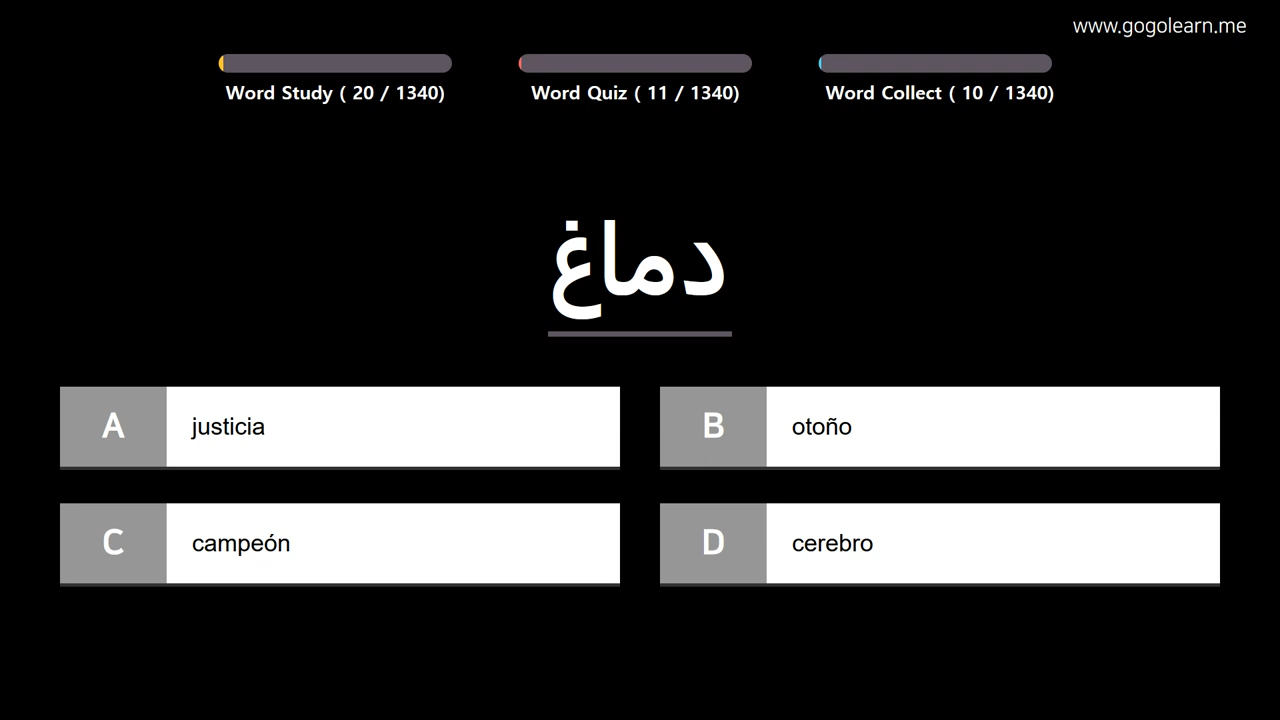 www.gogolearn.me
Word Study ( 20 / 1340)
Word Quiz ( 11 / 1340)
Word Collect ( 10 / 1340)
دماغ
A justicia
B otoño
C campeón
D cerebro